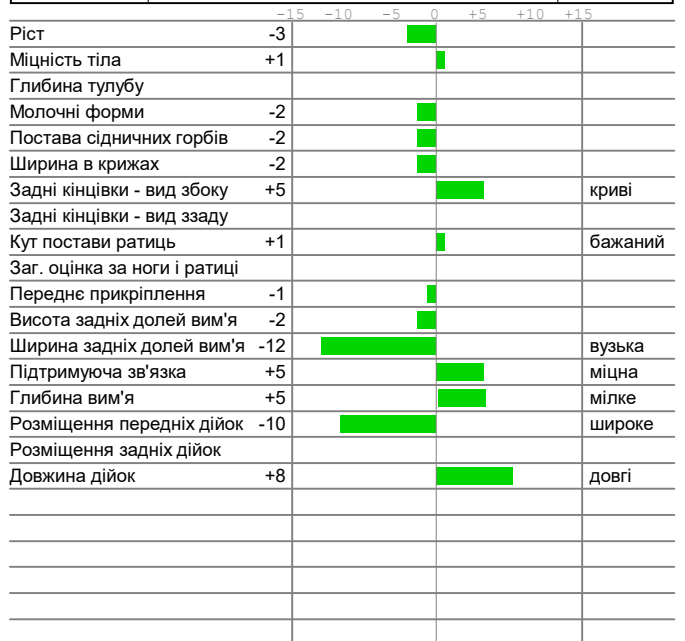 -15 -10 -5 0 +5 +10 +15
Ріст -3
Міцність тіла +1
Глибина тулубу
Молочні форми -2
Постава сідничних горбів -2
Ширина в крижах -2
Задні кінцівки - вид збоку +5 криві
Задні кінцівки - вид ззаду
Кут постави ратиць +1 бажаний
Заг. оцінка за ноги і ратиці
Переднє прикріплення -1
Висота задніх долей вим'я -2
Ширина задніх долей вим'я -12 вузька
Підтримуюча зв'язка +5 міцна
Глибина вим'я +5 мілке
Розміщення передніх дійок -10 широке
Розміщення задніх дійок
Довжина дійок +8 довгі